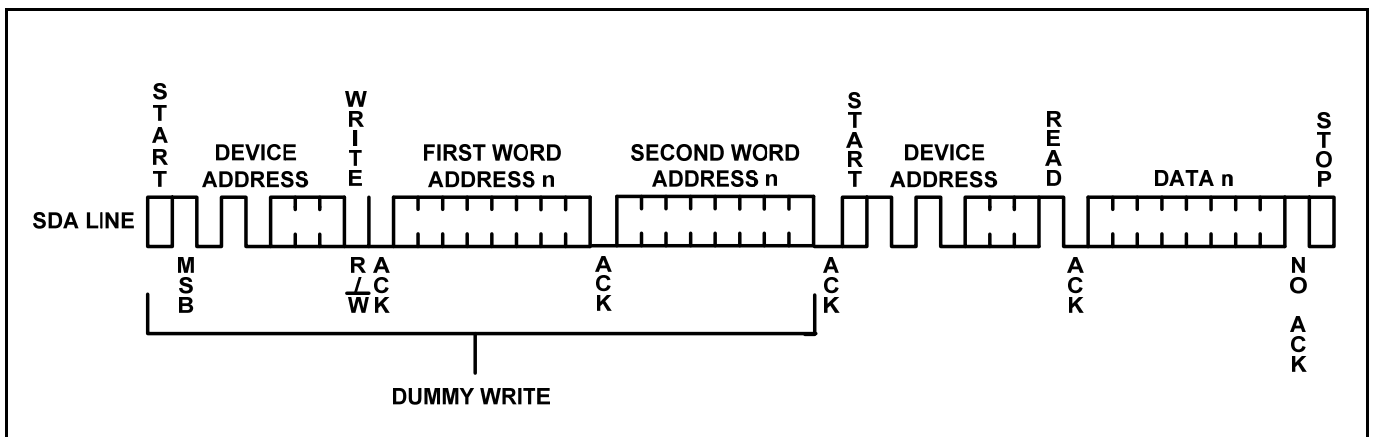 START
DEVICE
ADDRESS
WRITE
FIRST WORD
ADDRESS n
SECOND WORD
ADDRESS n
START
DEVICE
ADDRESS
READ
DATA n
STOP
SDA LINE
MSB
R/W
ACK
ACK
ACK
ACK
NO ACK
DUMMY WRITE